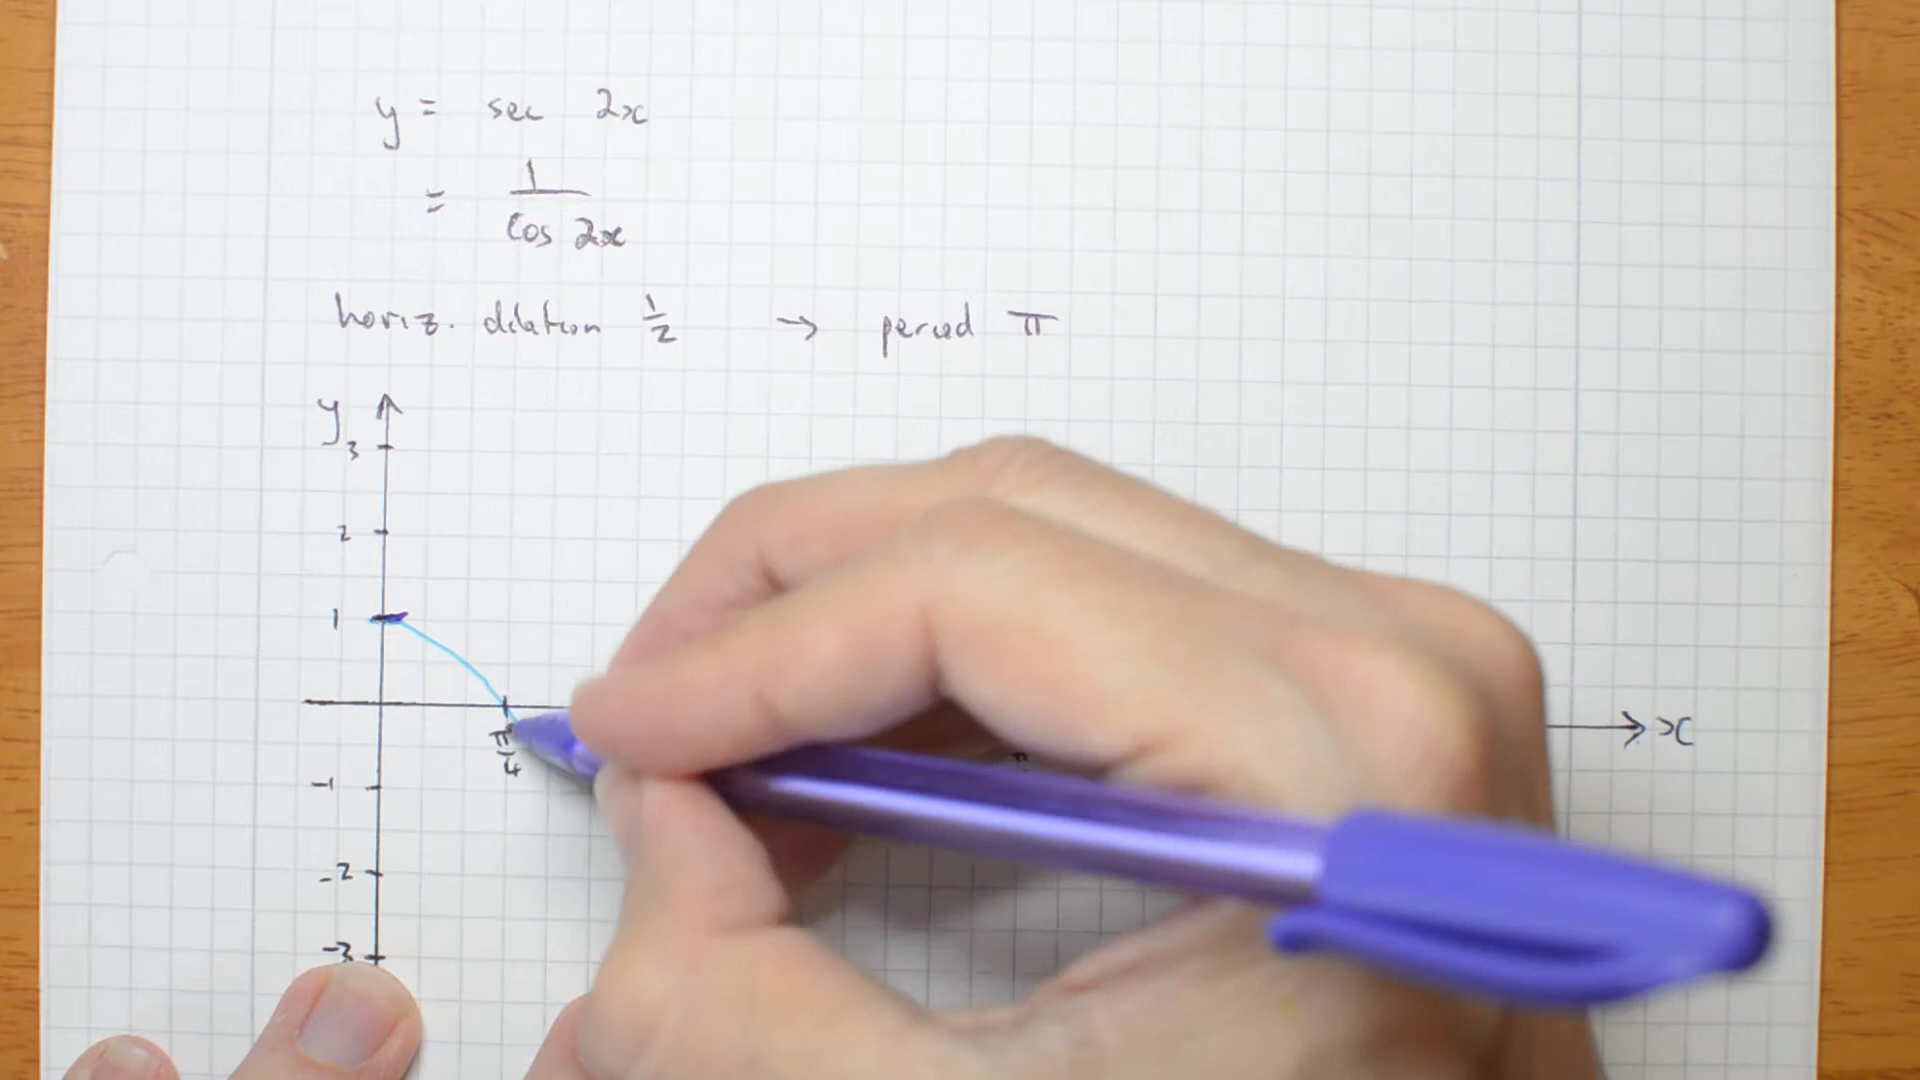 y = sec 2x
= 1/cos 2x
horiz. dilation 1/2 → period π
y
3
2
1
π/4
x
-1
-2
-3